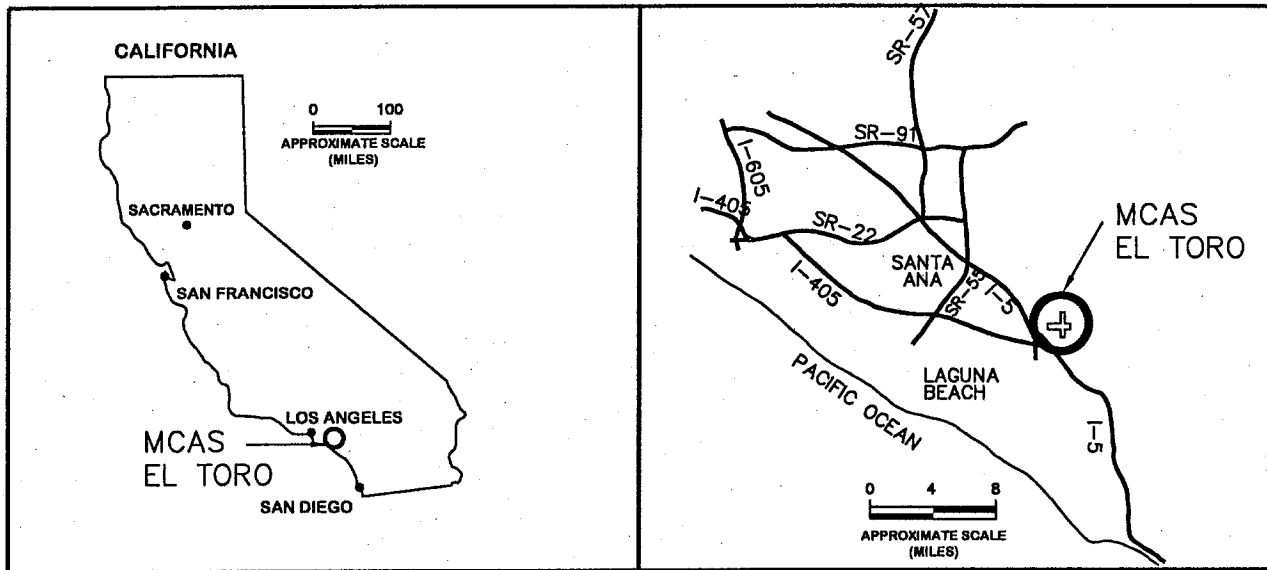 CALIFORNIA
0 100
APPROXIMATE SCALE
(MILES)
SACRAMENTO
SAN FRANCISCO
LOS ANGELES
MCAS
EL TORO
SAN DIEGO
SR-57
SR-91
I-605
I-405
SR-22
MCAS
EL TORO
SANTA
ANA
I-405
SR-55
I-5
LAGUNA
BEACH
PACIFIC OCEAN
I-5
0 4 8
APPROXIMATE SCALE
(MILES)